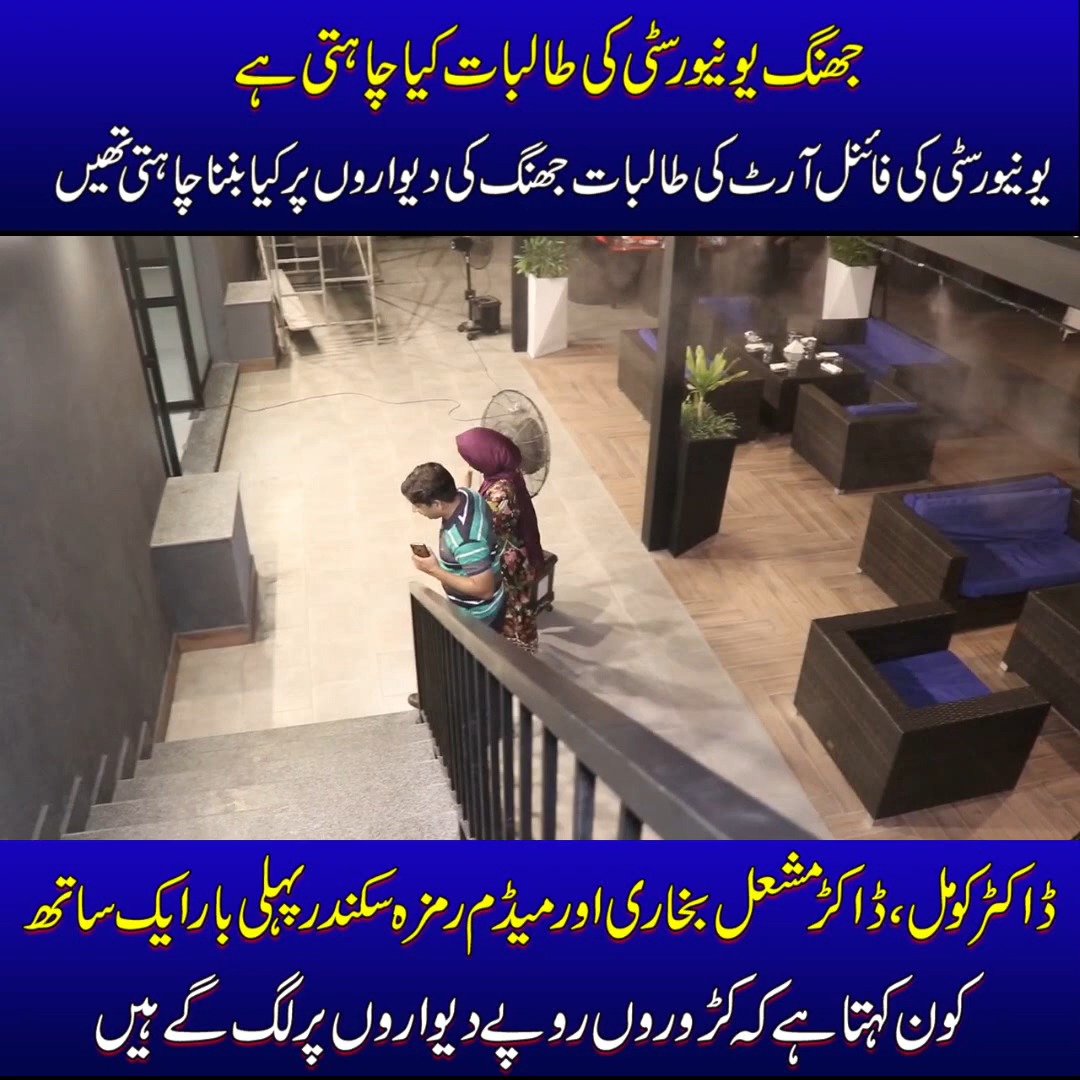 جھنگ یونیورسٹی کی طالبات کیا چاہتی ہے
یونیورسٹی کی فائنل آرٹ کی طالبات جھنگ کی دیواروں پر کیا بننا چاہتی تھیں
ڈاکٹر کومل، ڈاکڑ مشعل بخاری اور میڈم رمزہ سکندر پہلی بار ایک ساتھ
کون کہتا ہے کہ کڑوروں روپے دیواروں پر لگ گے ہیں